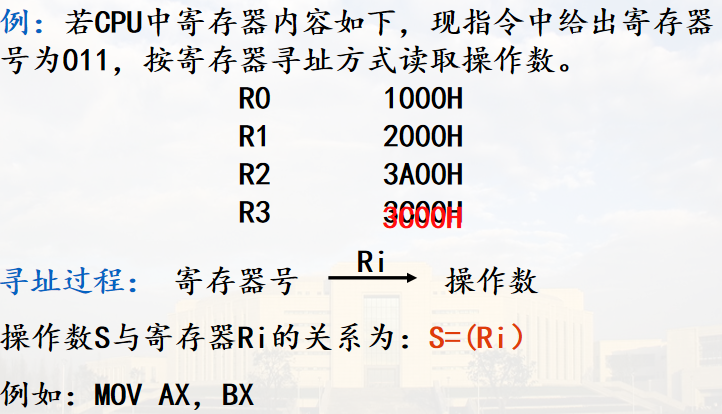 例：若CPU中寄存器内容如下，现指令中给出寄存器
号为011，按寄存器寻址方式读取操作数。
R0 1000H
R1 2000H
R2 3A00H
R3 3000H
寻址过程： 寄存器号 Ri 操作数
操作数S与寄存器Ri的关系为：S=(Ri）
例如：MOV AX，BX